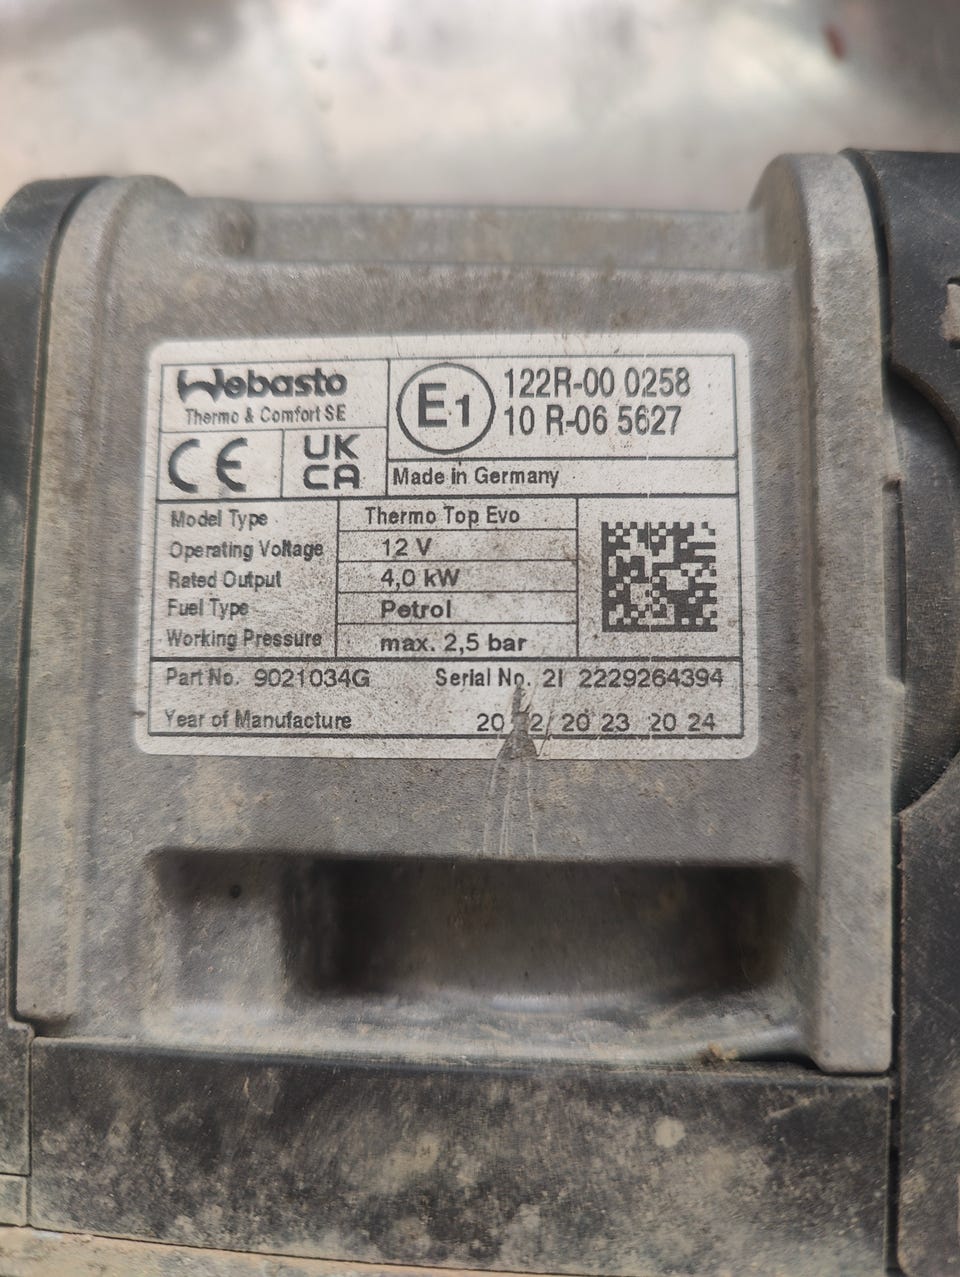 Webasto
Thermo & Comfort SE
E1
122R-00 0258
10 R-06 5627
CE
UK
CA
Made in Germany
Model Type Thermo Top Evo
Operating Voltage 12 V
Rated Output 4,0 kW
Fuel Type Petrol
Working Pressure max. 2,5 bar
Part No. 9021034G Serial No. 21 2229264394
Year of Manufacture 20 23 20 24